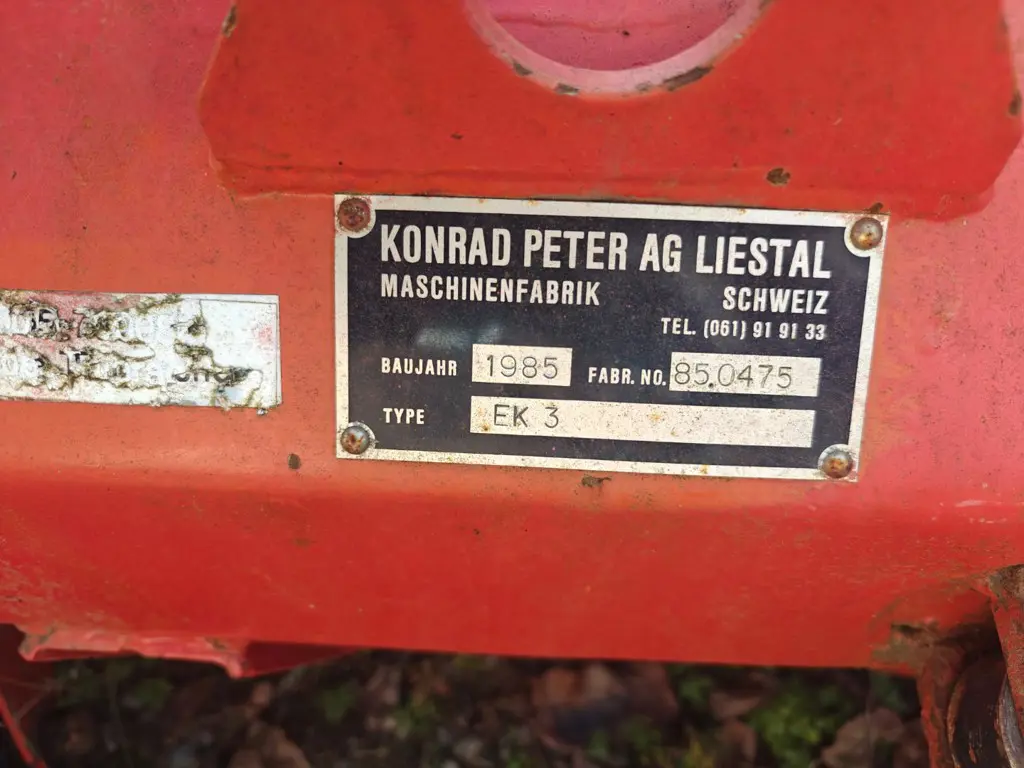 KONRAD PETER AG LIESTAL
MASCHINENFABRIK SCHWEIZ
TEL. (061) 91 91 33
BAUJAHR 1985 FABR. NO. 85.0475
TYPE EK 3